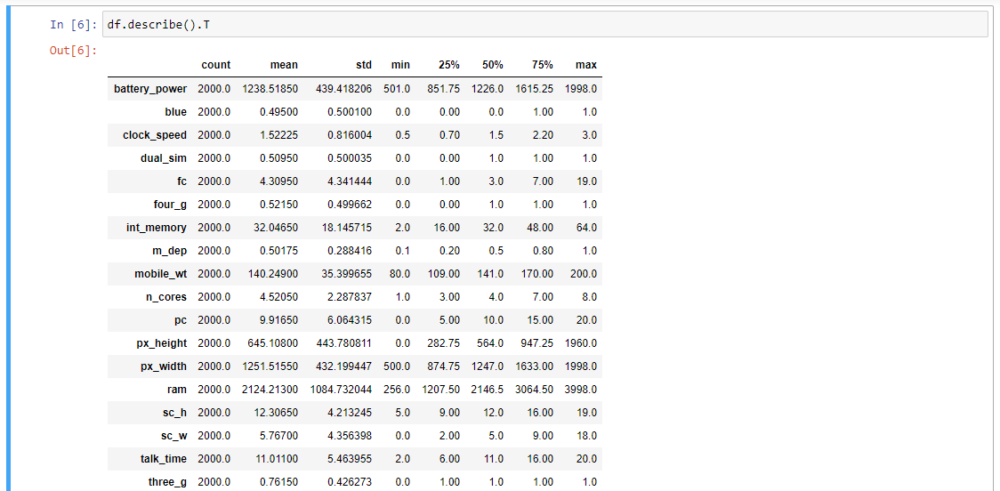 In [6]: df.describe().T
Out[6]:
count mean std min 25% 50% 75% max
battery_power 2000.0 1238.51850 439.418206 501.0 851.75 1226.0 1615.25 1998.0
blue 2000.0 0.49500 0.500100 0.0 0.00 0.0 1.00 1.0
clock_speed 2000.0 1.52225 0.816004 0.5 0.70 1.5 2.20 3.0
dual_sim 2000.0 0.50950 0.500035 0.0 0.00 1.0 1.00 1.0
fc 2000.0 4.30950 4.341444 0.0 1.00 3.0 7.00 19.0
four_g 2000.0 0.52150 0.499662 0.0 0.00 1.0 1.00 1.0
int_memory 2000.0 32.04650 18.145715 2.0 16.00 32.0 48.00 64.0
m_dep 2000.0 0.50175 0.288416 0.1 0.20 0.5 0.80 1.0
mobile_wt 2000.0 140.24900 35.399655 80.0 109.00 141.0 170.00 200.0
n_cores 2000.0 4.52050 2.287837 1.0 3.00 4.0 7.00 8.0
pc 2000.0 9.91650 6.064315 0.0 5.00 10.0 15.00 20.0
px_height 2000.0 645.10800 443.780811 0.0 282.75 564.0 947.25 1960.0
px_width 2000.0 1251.51550 432.199447 500.0 874.75 1247.0 1633.00 1998.0
ram 2000.0 2124.21300 1084.732044 256.0 1207.50 2146.5 3064.50 3998.0
sc_h 2000.0 12.30650 4.213245 5.0 9.00 12.0 16.00 19.0
sc_w 2000.0 5.76700 4.356398 0.0 2.00 5.0 9.00 18.0
talk_time 2000.0 11.01100 5.463955 2.0 6.00 11.0 16.00 20.0
three_g 2000.0 0.76150 0.426273 0.0 1.00 1.0 1.00 1.0